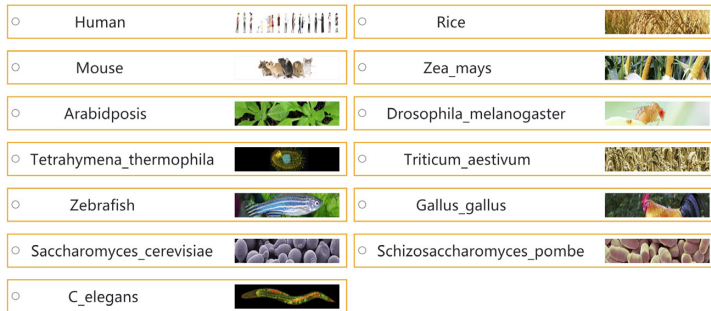 Human
Rice
Mouse
Zea_mays
Arabidposis
Drosophila_melanogaster
Tetrahymena_thermophila
Triticum_aestivum
Zebrafish
Gallus_gallus
Saccharomyces_cerevisiae
Schizosaccharomyces_pombe
C_elegans